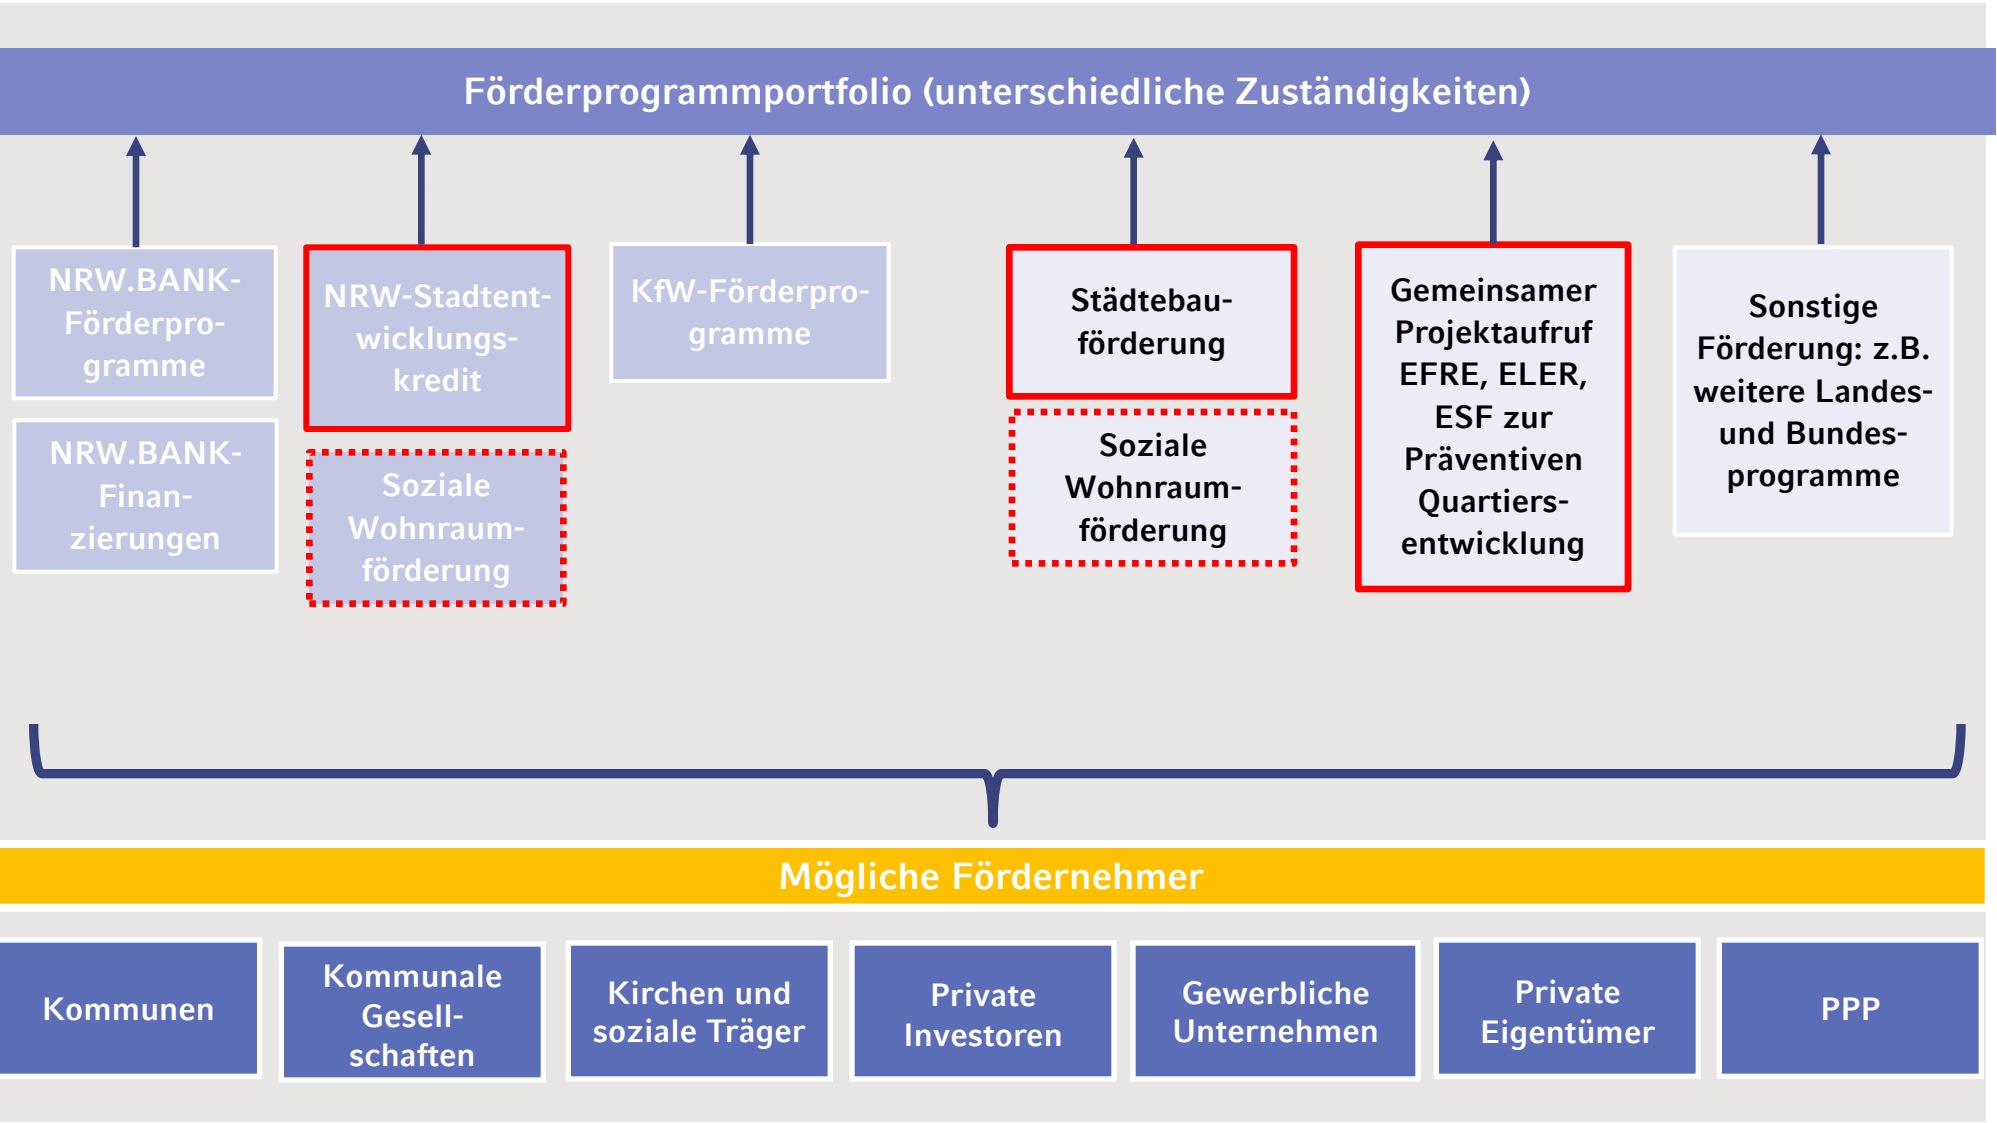 Förderprogrammportfolio (unterschiedliche Zuständigkeiten)
NRW.BANK-
Förderpro-
gramme
NRW.BANK-
Finan-
zierungen
NRW-Stadtent-
wicklungs-
kredit
Soziale
Wohnraum-
förderung
KfW-Förderpro-
gramme
Städtebau-
förderung
Soziale
Wohnraum-
förderung
Gemeinsamer
Projektaufruf
EFRE, ELER,
ESF zur
Präventiven
Quartiers-
entwicklung
Sonstige
Förderung: z.B.
weitere Landes-
und Bundes-
programme
Mögliche Fördernehmer
Kommunen
Kommunale
Gesell-
schaften
Kirchen und
soziale Träger
Private
Investoren
Gewerbliche
Unternehmen
Private
Eigentümer
PPP